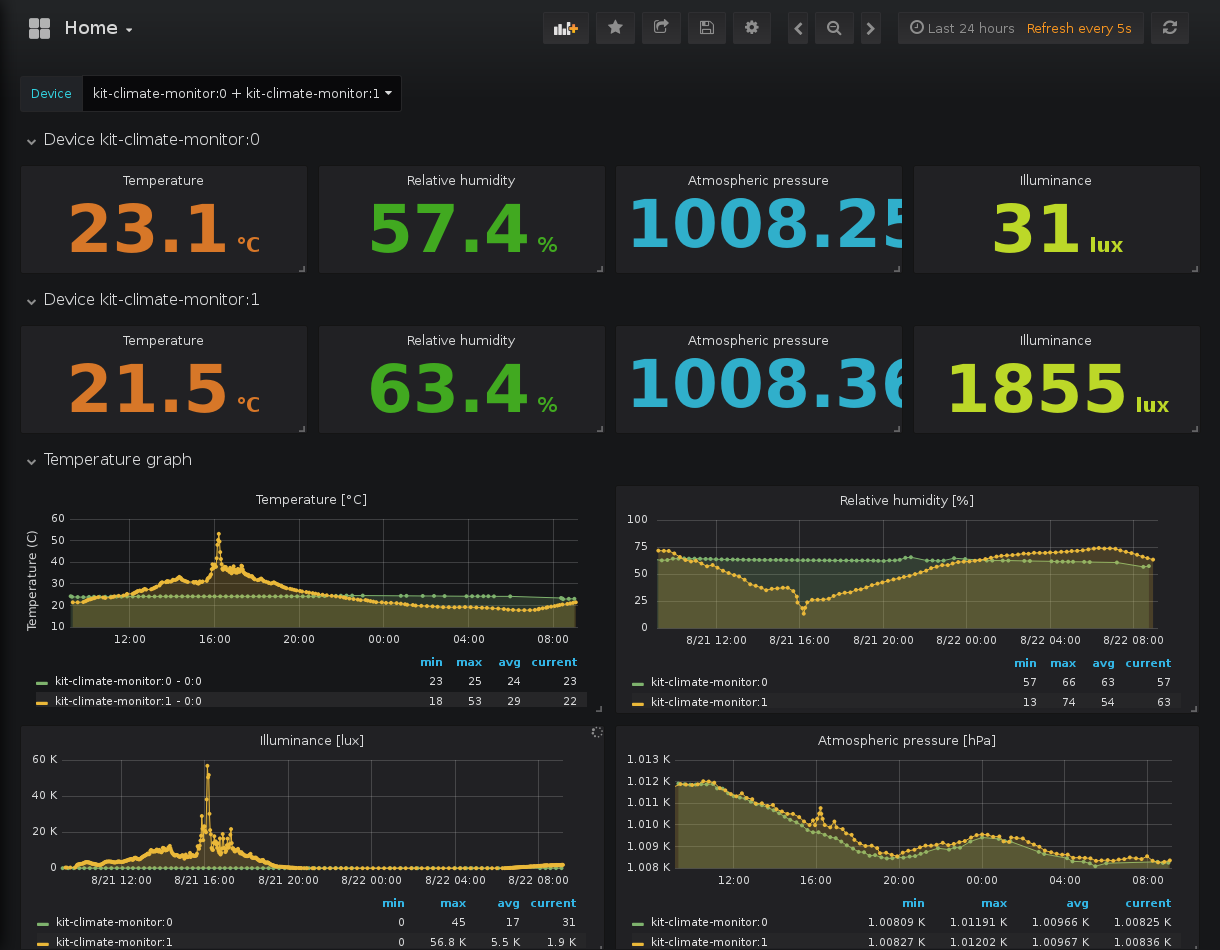 Home
Last 24 hours Refresh every 5s
Device kit-climate-monitor:0 + kit-climate-monitor:1
Device kit-climate-monitor:0
Temperature Relative humidity Atmospheric pressure Illuminance
23.1 °C 57.4 % 1008.25 31 lux
Device kit-climate-monitor:1
Temperature Relative humidity Atmospheric pressure Illuminance
21.5 °C 63.4 % 1008.36 1855 lux
Temperature graph
Temperature [°C]
Temperature (C)
60
50
40
30
20
10
12:00 16:00 20:00 00:00 04:00 08:00
min max avg current
kit-climate-monitor:0 - 0:0 23 25 24 23
kit-climate-monitor:1 - 0:0 18 53 29 22
Relative humidity [%]
100
75
50
25
0
8/21 12:00 8/21 16:00 8/21 20:00 8/22 00:00 8/22 04:00 8/22 08:00
min max avg current
kit-climate-monitor:0 57 66 63 57
kit-climate-monitor:1 13 74 54 63
Illuminance [lux]
60 K
40 K
20 K
0
8/21 12:00 8/21 16:00 8/21 20:00 8/22 00:00 8/22 04:00 8/22 08:00
min max avg current
kit-climate-monitor:0 0 45 17 31
kit-climate-monitor:1 0 56.8 K 5.5 K 1.9 K
Atmospheric pressure [hPa]
1.013 K
1.012 K
1.011 K
1.010 K
1.009 K
1.008 K
12:00 16:00 20:00 00:00 04:00 08:00
min max avg current
kit-climate-monitor:0 1.00809 K 1.01191 K 1.00966 K 1.00825 K
kit-climate-monitor:1 1.00827 K 1.01202 K 1.00967 K 1.00836 K